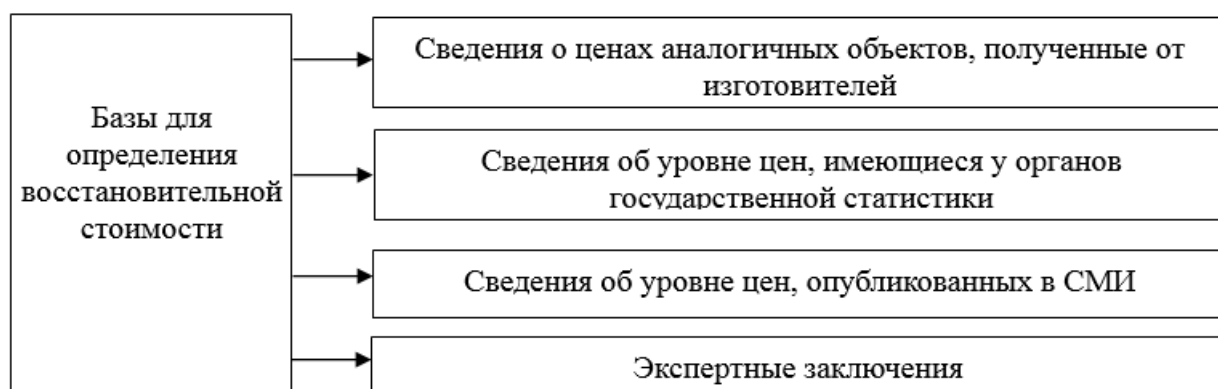 Базы для
определения
восстановительной
стоимости
Сведения о ценах аналогичных объектов, полученные от
изготовителей
Сведения об уровне цен, имеющиеся у органов
государственной статистики
Сведения об уровне цен, опубликованных в СМИ
Экспертные заключения